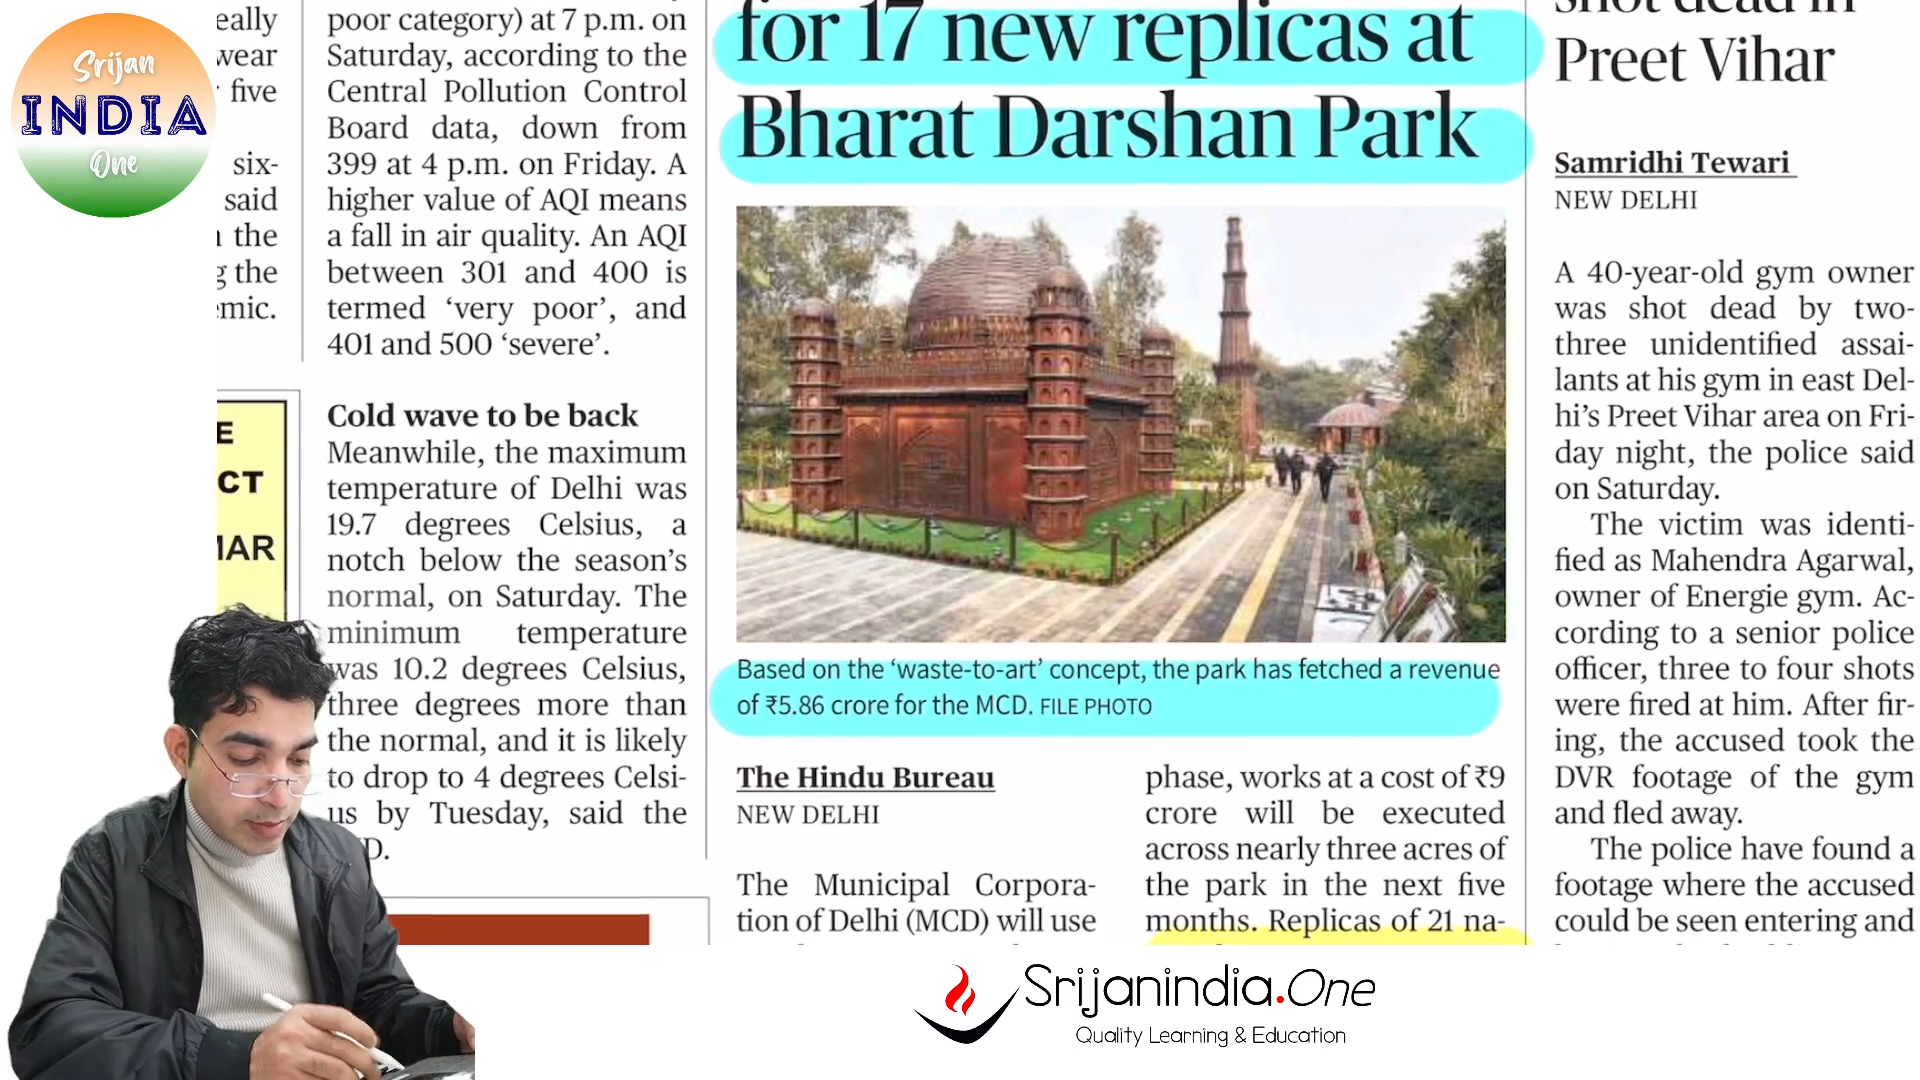 Srijan
INDIA
One
eally
wear
five
six-
said
the
the
emic.
E
CT
MAR
poor category) at 7 p.m. on
Saturday, according to the
Central Pollution Control
Board data, down from
399 at 4 p.m. on Friday. A
higher value of AQI means
a fall in air quality. An AQI
between 301 and 400 is
termed ‘very poor’, and
401 and 500 ‘severe’.
Cold wave to be back
Meanwhile, the maximum
temperature of Delhi was
19.7 degrees Celsius, a
notch below the season’s
normal, on Saturday. The
minimum temperature
was 10.2 degrees Celsius,
three degrees more than
the normal, and it is likely
to drop to 4 degrees Celsi-
us by Tuesday, said the
D.
for 17 new replicas at
Bharat Darshan Park
Based on the ‘waste-to-art’ concept, the park has fetched a revenue
of ₹5.86 crore for the MCD. FILE PHOTO
The Hindu Bureau
NEW DELHI
The Municipal Corpora-
tion of Delhi (MCD) will use
phase, works at a cost of ₹9
crore will be executed
across nearly three acres of
the park in the next five
months. Replicas of 21 na-
shot dead in
Preet Vihar
Samridhi Tewari
NEW DELHI
A 40-year-old gym owner
was shot dead by two-
three unidentified assai-
lants at his gym in east Del-
hi’s Preet Vihar area on Fri-
day night, the police said
on Saturday.
The victim was identi-
fied as Mahendra Agarwal,
owner of Energie gym. Ac-
cording to a senior police
officer, three to four shots
were fired at him. After fir-
ing, the accused took the
DVR footage of the gym
and fled away.
The police have found a
footage where the accused
could be seen entering and
Srijanindia.One
Quality Learning & Education